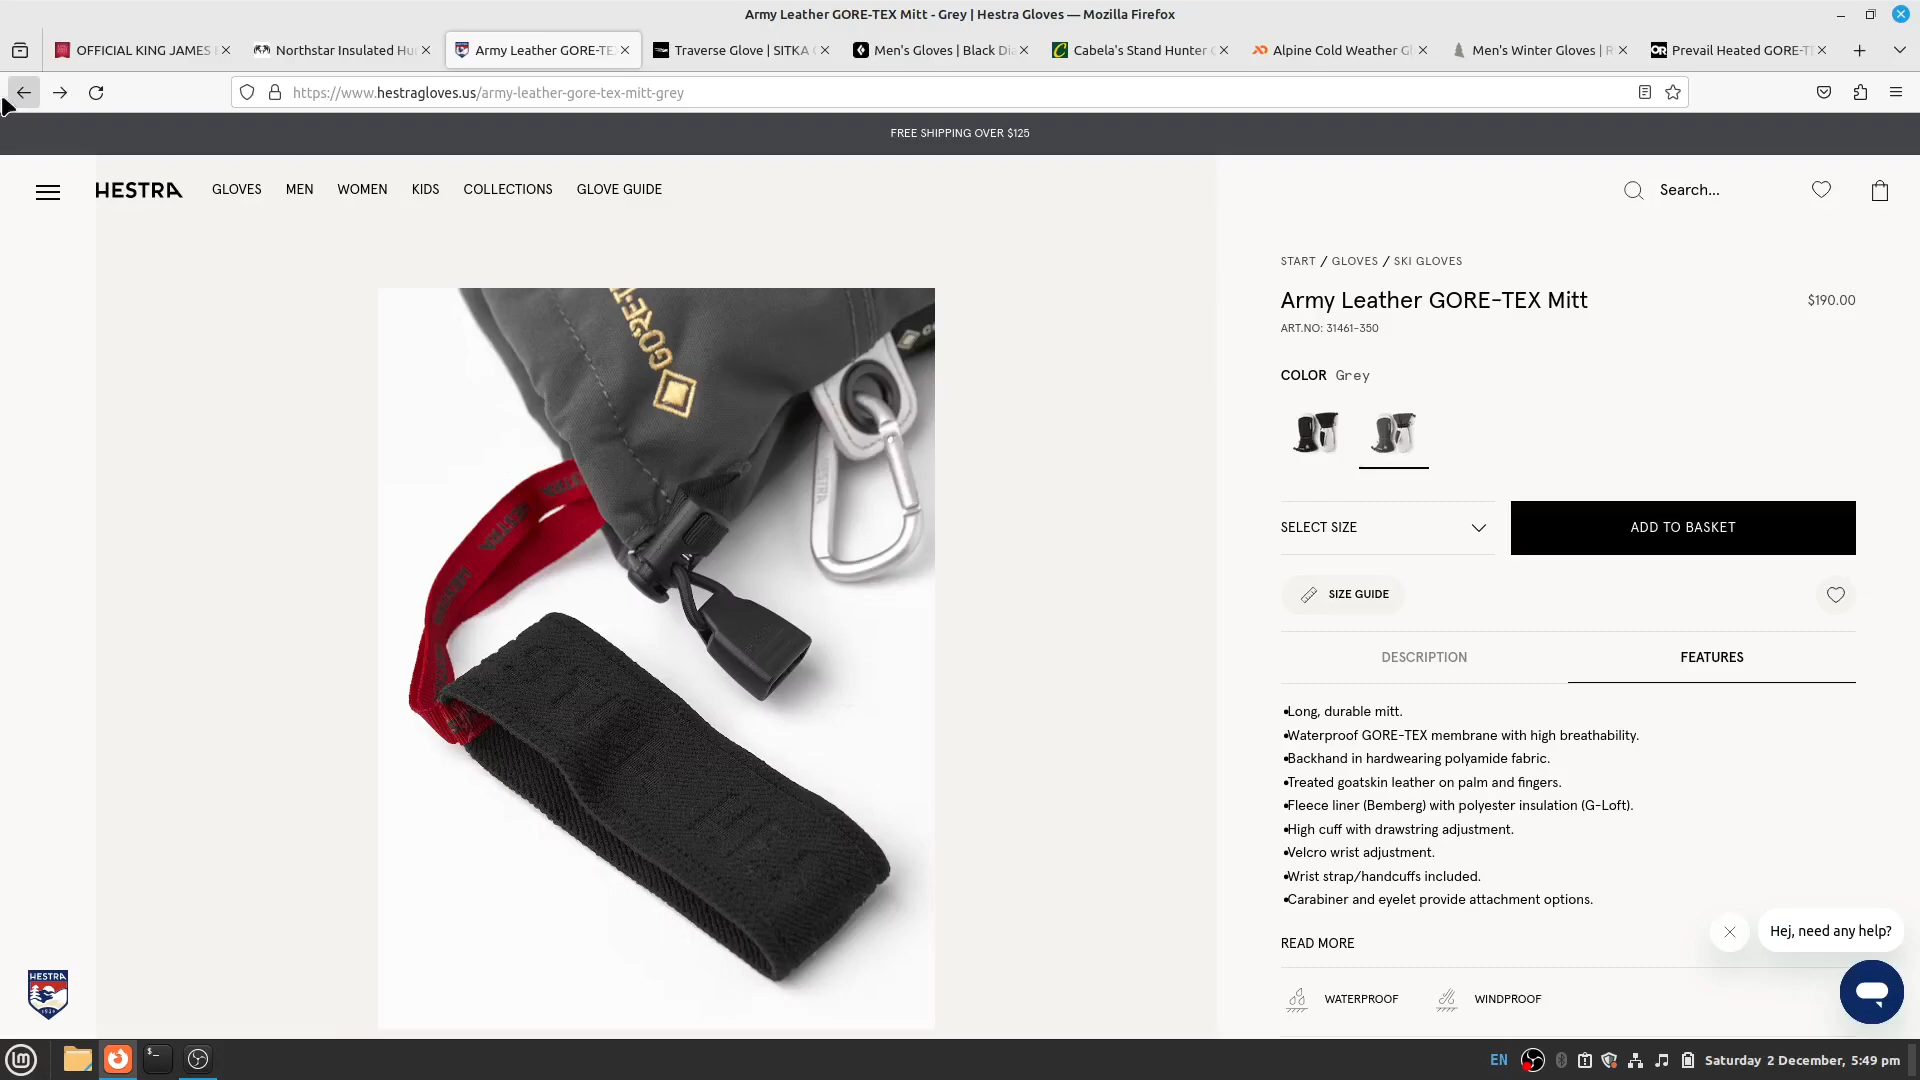 Army Leather GORE-TEX Mitt - Grey | Hestra Gloves — Mozilla Firefox
OFFICIAL KING JAMES
Northstar Insulated Hu
Army Leather GORE-TE
Traverse Glove | SITKA
Men's Gloves | Black Dia
Cabela's Stand Hunter
Alpine Cold Weather Gl
Men's Winter Gloves | R
OR
Prevail Heated GORE-T
https://www.hestragloves.us/army-leather-gore-tex-mitt-grey
FREE SHIPPING OVER $125
HESTRA
GLOVES
MEN
WOMEN
KIDS
COLLECTIONS
GLOVE GUIDE
Search...
START / GLOVES / SKI GLOVES
Army Leather GORE-TEX Mitt
$190.00
ART.NO: 31461-350
COLOR Grey
SELECT SIZE
ADD TO BASKET
SIZE GUIDE
DESCRIPTION
FEATURES
•Long, durable mitt.
•Waterproof GORE-TEX membrane with high breathability.
•Backhand in hardwearing polyamide fabric.
•Treated goatskin leather on palm and fingers.
•Fleece liner (Bemberg) with polyester insulation (G-Loft).
•High cuff with drawstring adjustment.
•Velcro wrist adjustment.
•Wrist strap/handcuffs included.
•Carabiner and eyelet provide attachment options.
READ MORE
Hej, need any help?
WATERPROOF
WINDPROOF
GORE-T
HESTRA
HESTRA
HESTRA
HESTRA
EN
Saturday 2 December, 5:49 pm